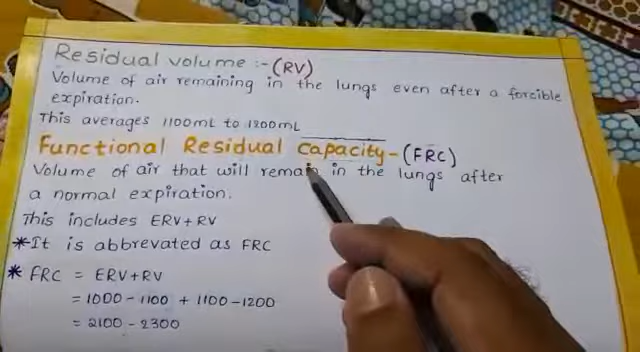 Residual volume :- (RV)
Volume of air remaining in the lungs even after a forcible
expiration.
This averages 1100mL to 1200mL
Functional Residual Capacity - (FRC)
Volume of air that will remain in the lungs after
a normal expiration.
This includes ERV + RV
* It is abbrevated as FRC
* FRC = ERV + RV
= 1000 - 1100 + 1100 - 1200
= 2100 - 2300